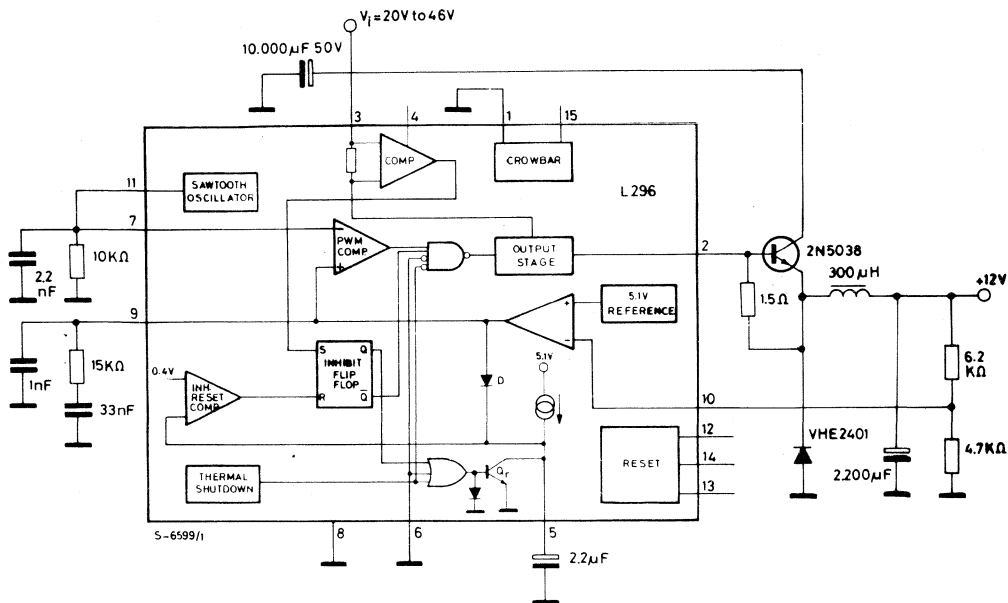 Vi = 20V to 46V
10.000µF 50V
3
4
1
15
COMP
CROWBAR
L296
11
SAWTOOTH
OSCILLATOR
7
PWM
COMP
OUTPUT
STAGE
2
2N5038
300µH
+12V
2.2
nF
10KΩ
1.5Ω
5.1V
REFERENCE
9
6.2
KΩ
1nF
15KΩ
33nF
0.4V
INH.
RESET
COMP.
S
Q
INHIBIT
FLIP
FLOP
R
Q̅
D
5.1V
10
12
14
13
RESET
VHE2401
2.200µF
4.7KΩ
THERMAL
SHUTDOWN
Qr
S-6599/1
8
6
5
2.2µF